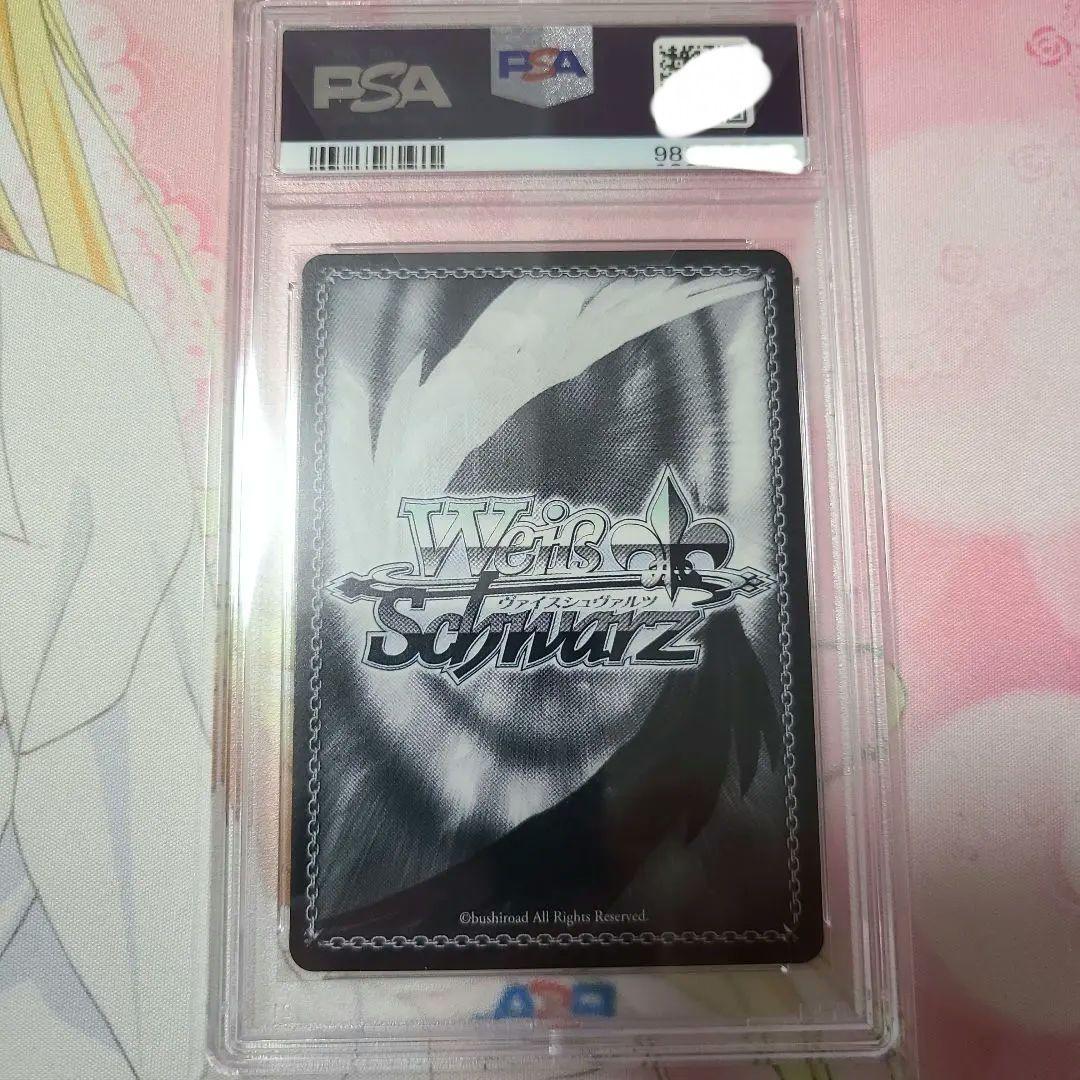 PSA
PSA
98
Weiß
ヴァイスシュヴァルツ
Schwarz
©bushiroad All Rights Reserved.
PSA